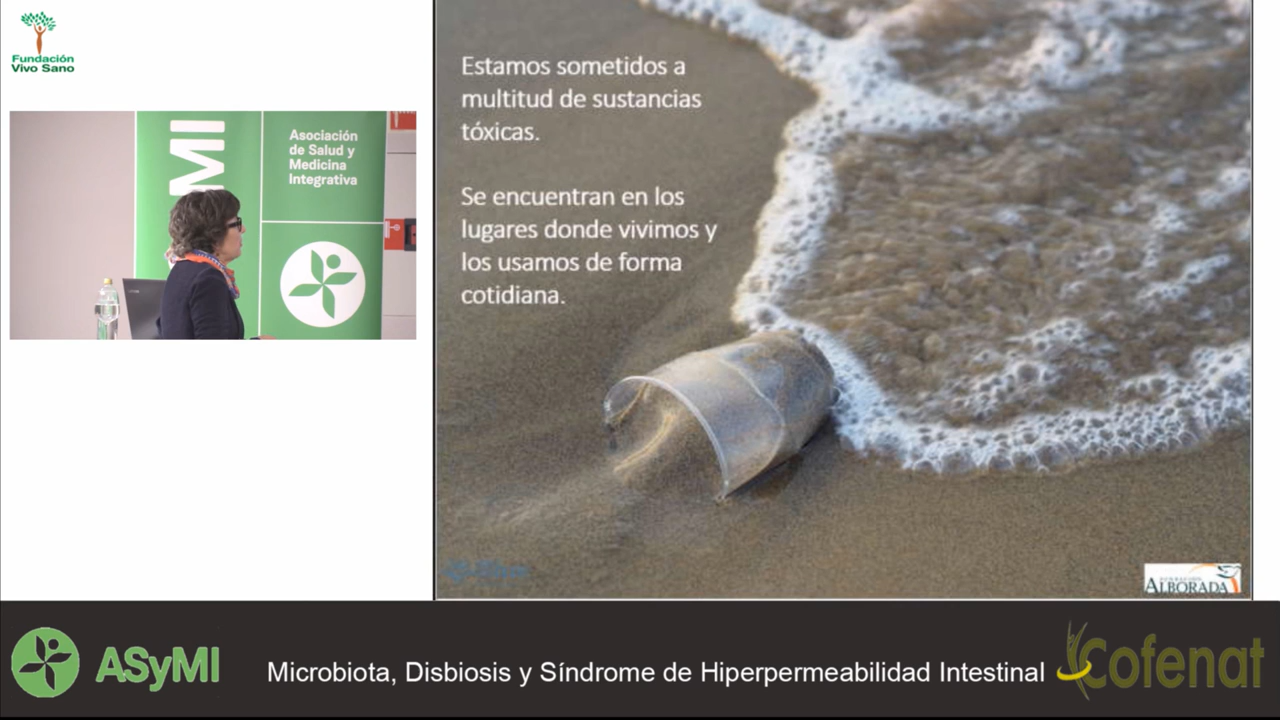 Fundación
Vivo Sano
MI
Asociación
de Salud y
Medicina
Integrativa
Estamos sometidos a
multitud de sustancias
tóxicas.
Se encuentran en los
lugares donde vivimos y
los usamos de forma
cotidiana.
FUNDACIÓN
ALBORADA
ASyMI
Microbiota, Disbiosis y Síndrome de Hiperpermeabilidad Intestinal
Cofenat